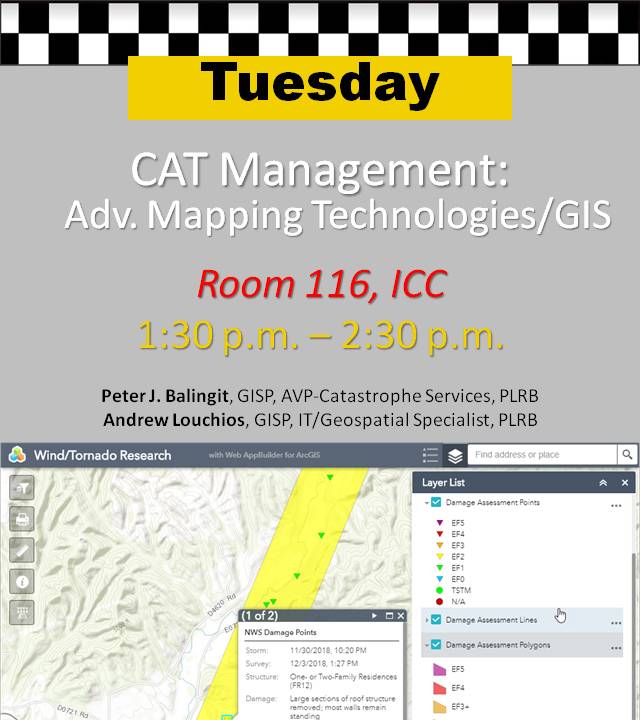 Tuesday
CAT Management:
Adv. Mapping Technologies/GIS
Room 116, ICC
1:30 p.m. – 2:30 p.m.
Peter J. Balingit, GISP, AVP-Catastrophe Services, PLRB
Andrew Louchios, GISP, IT/Geospatial Specialist, PLRB
Wind/Tornado Research with Web AppBuilder for ArcGIS
Find address or place
Layer List
Damage Assessment Points
EF5
EF4
EF3
EF2
EF1
EF0
TSTM
N/A
Damage Assessment Lines
Damage Assessment Polygons
EF5
EF4
EF3+
D4620 Rd
D0721 Rd
(1 of 2)
NWS Damage Points
Storm: 11/30/2018, 10:20 PM
Survey: 12/3/2018, 1:27 PM
Structure: One- or Two-Family Residences
(FR12)
Damage: Large sections of roof structure
removed; most walls remain
standing